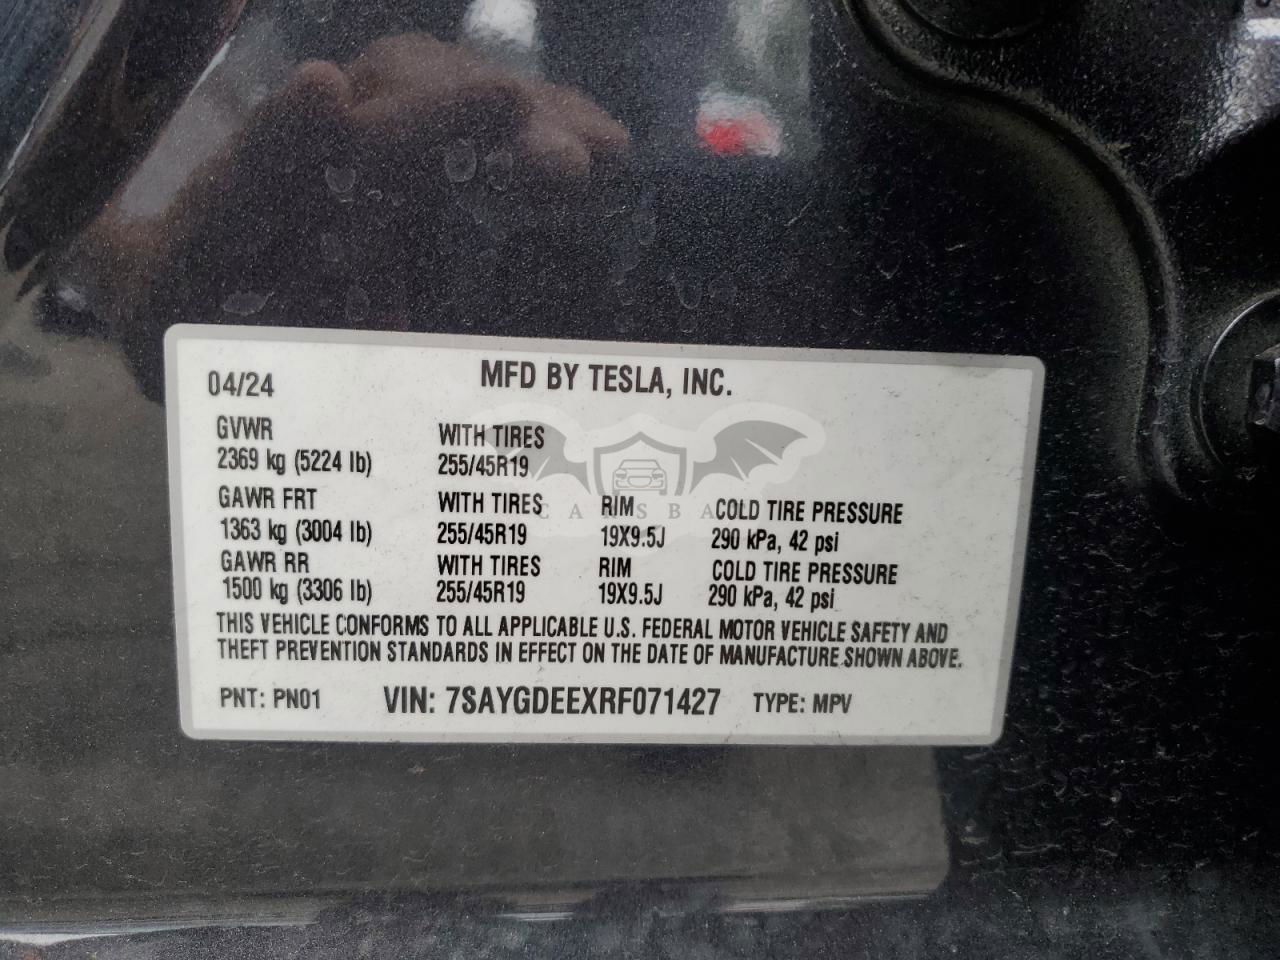 04/24 MFD BY TESLA, INC.
GVWR WITH TIRES
2369 kg (5224 lb) 255/45R19
GAWR FRT WITH TIRES RIM COLD TIRE PRESSURE
1363 kg (3004 lb) 255/45R19 19X9.5J 290 kPa, 42 psi
GAWR RR WITH TIRES RIM COLD TIRE PRESSURE
1500 kg (3306 lb) 255/45R19 19X9.5J 290 kPa, 42 psi
THIS VEHICLE CONFORMS TO ALL APPLICABLE U.S. FEDERAL MOTOR VEHICLE SAFETY AND
THEFT PREVENTION STANDARDS IN EFFECT ON THE DATE OF MANUFACTURE SHOWN ABOVE.
PNT: PN01 VIN: 7SAYGDEEXRF071427 TYPE: MPV